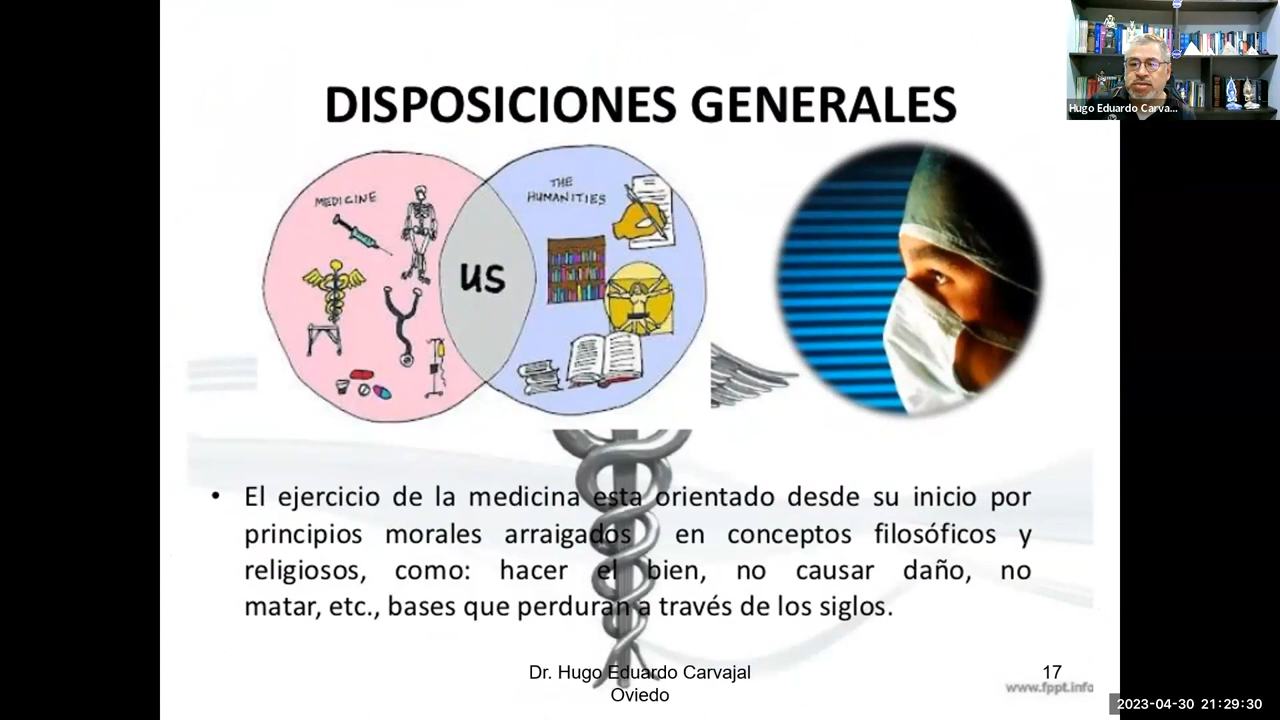 DISPOSICIONES GENERALES
Hugo Eduardo Carva...
MEDICINE
THE
HUMANITIES
us
• El ejercicio de la medicina esta orientado desde su inicio por
principios morales arraigados en conceptos filosóficos y
religiosos, como: hacer el bien, no causar daño, no
matar, etc., bases que perduran a través de los siglos.
Dr. Hugo Eduardo Carvajal
Oviedo
17
www.fppt.info
2023-04-30 21:29:30